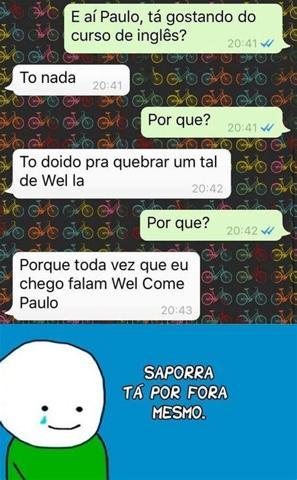 E aí Paulo, tá gostando do
curso de inglês?
20:41
To nada
20:41
Por que?
20:41
To doido pra quebrar um tal
de Wel la
20:42
Por que?
20:42
Porque toda vez que eu
chego falam Wel Come
Paulo
20:43
SAPORRA
TÁ POR FORA
MESMO.